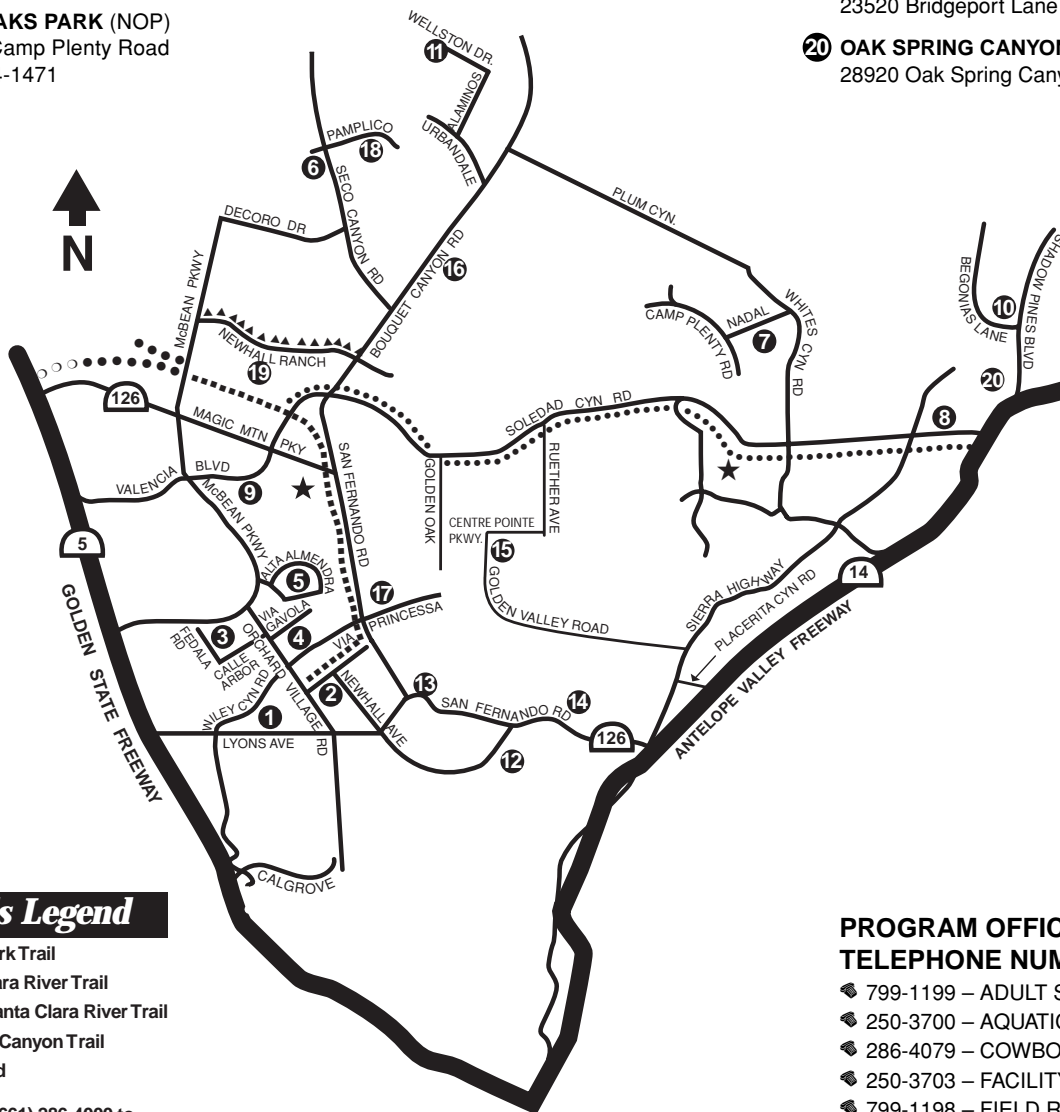 AKS PARK (NOP)
Camp Plenty Road
-1471
23520 Bridgeport Lane
20 OAK SPRING CANYON
28920 Oak Spring Cany
N
WELLSTON DR.
11
ALAMINOS
URBANDALE
PAMPLICO
18
6
SECO CANYON RD
DECORO DR
McBEAN PKWY
BOUQUET CANYON RD
16
PLUM CYN.
WHITES CYN RD
NADAL
7
CAMP PLENTY RD
BEGONIAS LANE
10
SHADOW PINES BLVD
20
8
NEWHALL RANCH
19
126
MAGIC MTN PKY
SOLEDAD CYN RD
VALENCIA BLVD
9
McBEAN PKWY
SAN FERNANDO RD
GOLDEN OAK
RUETHER AVE
CENTRE POINTE
PKWY.
15
GOLDEN VALLEY ROAD
5
GOLDEN STATE FREEWAY
ALTA ALMENDRA
5
17
VIA PRINCESSA
VIA
GAVOLA
4
3
FEDALA
RD
CALLE
ARBOR
ORCHARD VILLAGE RD
WILEY CYN RD
1
2
NEWHALL AVE
LYONS AVE
13
SAN FERNANDO RD
14
12
126
SIERRA HIGHWAY
PLACERITA CYN RD
14
ANTELOPE VALLEY FREEWAY
CALGROVE
s Legend
rk Trail
ara River Trail
anta Clara River Trail
Canyon Trail
d
661) 286-4000 to
PROGRAM OFFIC
TELEPHONE NUM
799-1199 – ADULT S
250-3700 – AQUATIC
286-4079 – COWBO
250-3703 – FACILITY
799-1198 – FIELD R